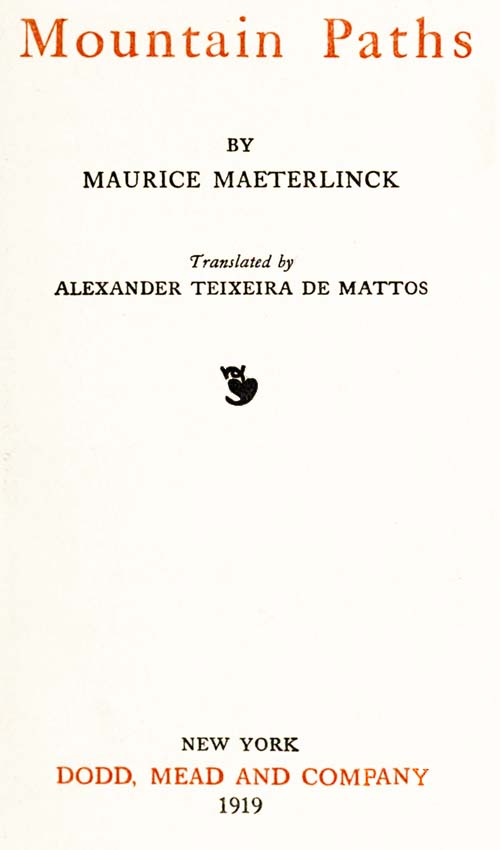 Mountain Paths
BY
MAURICE MAETERLINCK
Translated by
ALEXANDER TEIXEIRA DE MATTOS
NEW YORK
DODD, MEAD AND COMPANY
1919